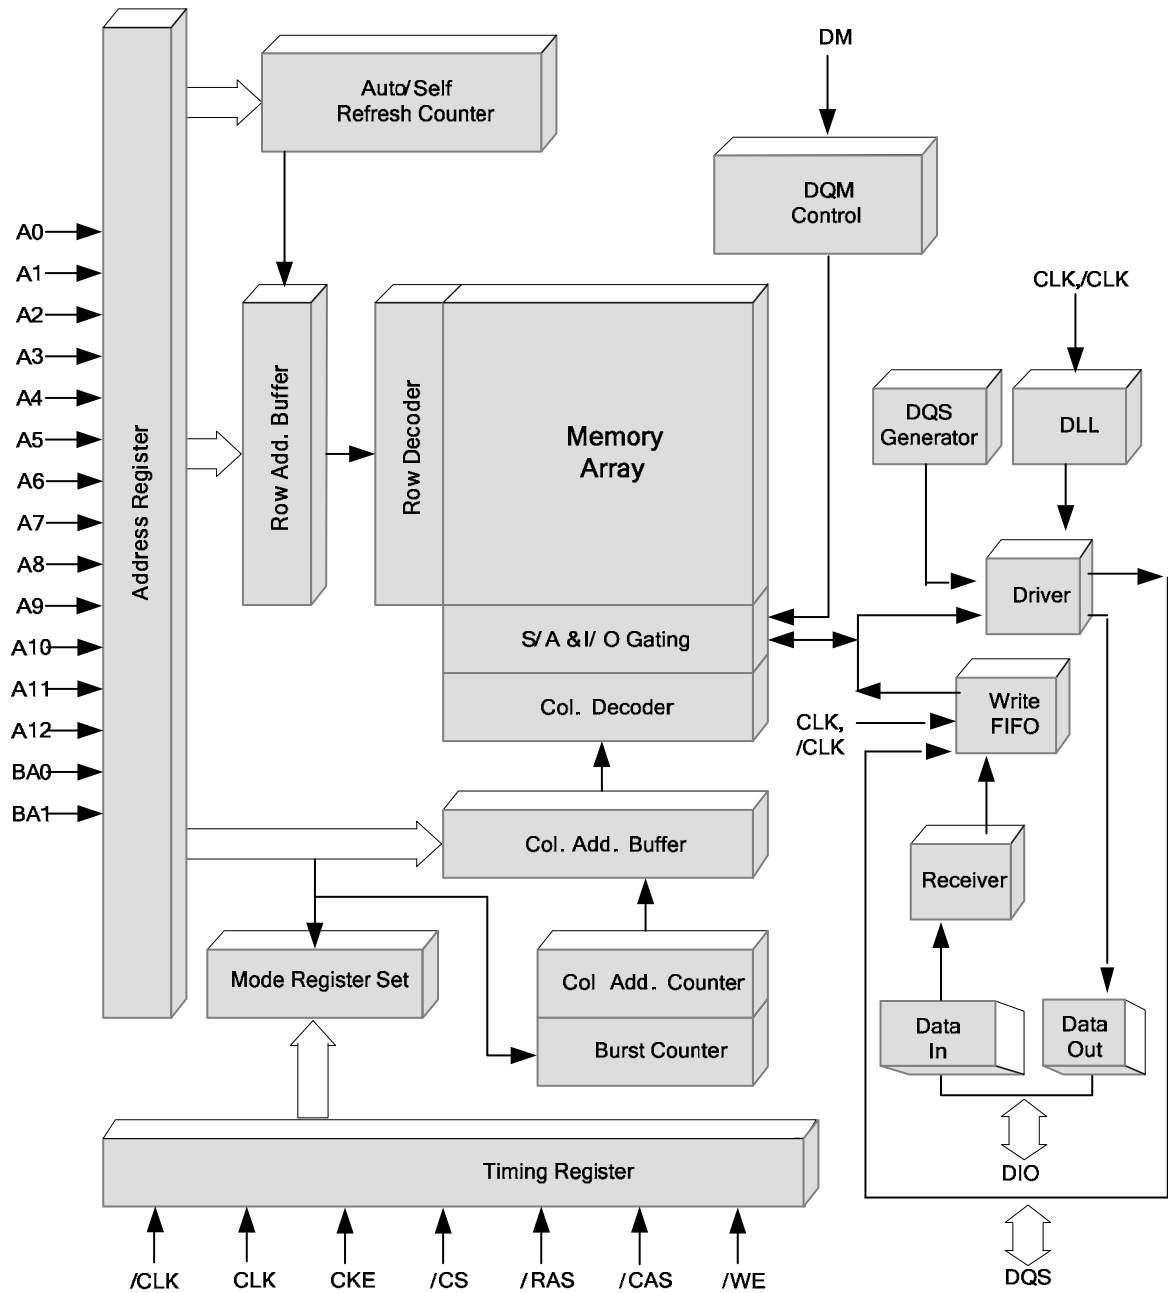 DM
Auto/Self
Refresh Counter
DQM
Control
A0
A1
A2
A3
A4
A5
A6
A7
A8
A9
A10
A11
A12
BA0
BA1
Address Register
Row Add. Buffer
Row Decoder
Memory
Array
CLK,/CLK
DQS
Generator
DLL
Driver
S/ A & I/ O Gating
Col. Decoder
Write
FIFO
CLK,
/CLK
Col. Add. Buffer
Receiver
Mode Register Set
Col Add. Counter
Burst Counter
Data
In
Data
Out
Timing Register
DIO
/CLK
CLK
CKE
/CS
/RAS
/CAS
/WE
DQS